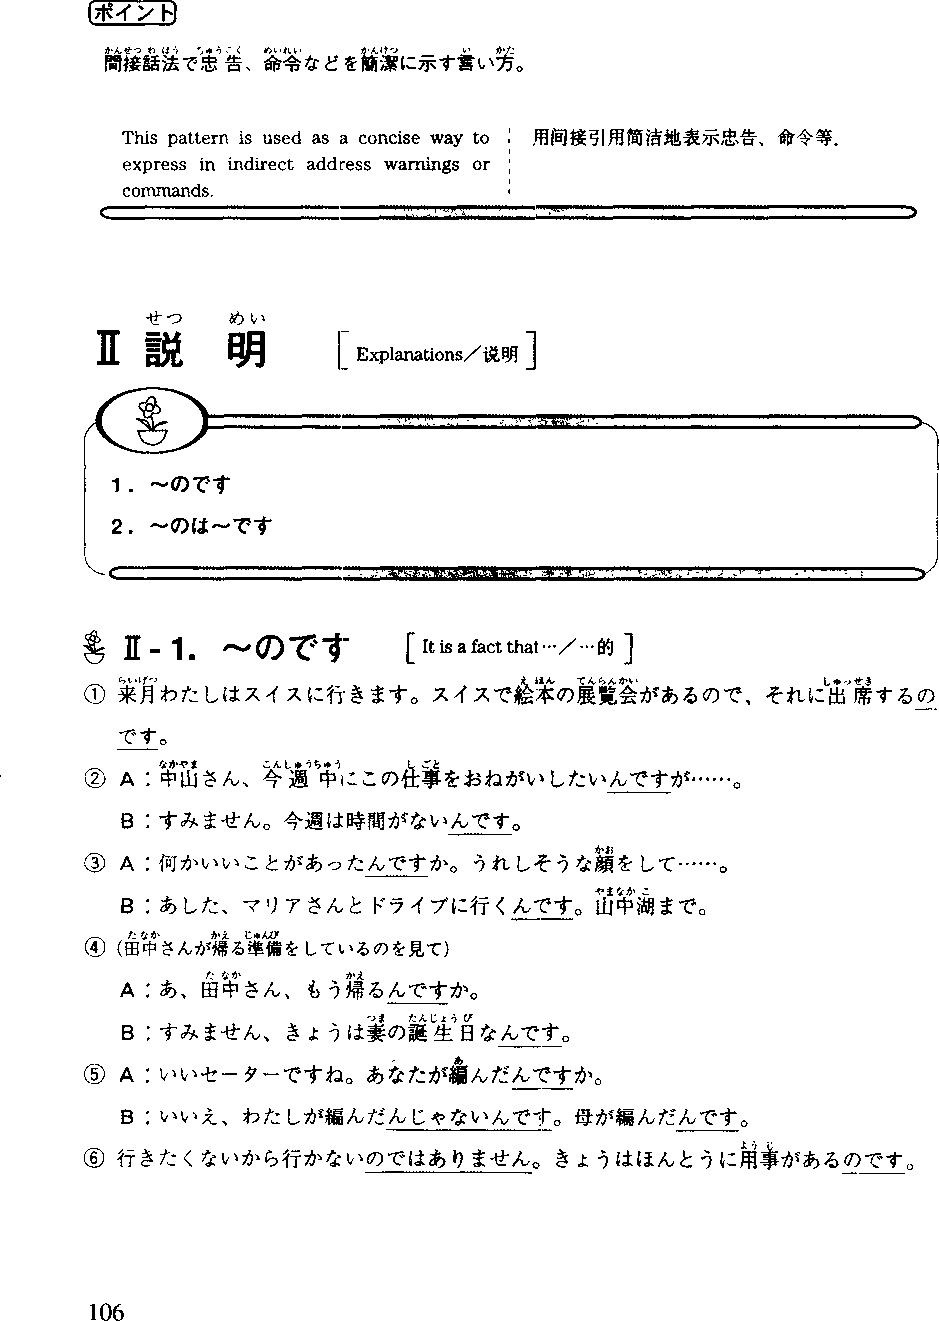 ポイント
間接話法で忠告、命令などを簡潔に示す言い方。
This pattern is used as a concise way to
express in indirect address warnings or
commands.
用间接引用简洁地表示忠告、命令等.
Ⅱ 説明 [Explanations／说明]
1. ～のです
2. ～のは～です
Ⅱ-1. ～のです [It is a fact that…／…的]
① 来月わたしはスイスに行きます。スイスで絵本の展覧会があるので、それに出席するの
です。
② A：中山さん、今週中にこの仕事をおねがいしたいんですが……。
B：すみません。今週は時間がないんです。
③ A：何かいいことがあったんですか。うれしそうな顔をして……。
B：あした、マリアさんとドライブに行くんです。山中湖まで。
④ (田中さんが帰る準備をしているのを見て)
A：あ、田中さん、もう帰るんですか。
B：すみません、きょうは妻の誕生日なんです。
⑤ A：いいセーターですね。あなたが編んだんですか。
B：いいえ、わたしが編んだんじゃないんです。母が編んだんです。
⑥ 行きたくないから行かないのではありません。きょうはほんとうに用事があるのです。
106